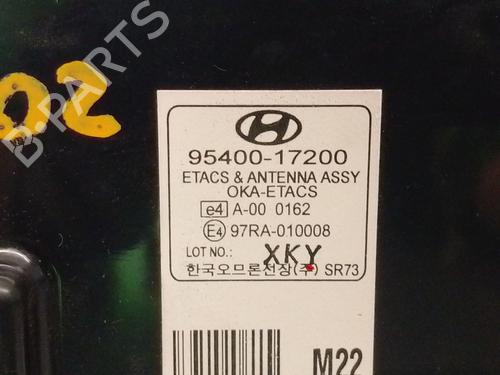 B-PARTS
02
95400-17200
ETACS & ANTENNA ASSY
OKA-ETACS
e4 A-00 0162
E4 97RA-010008
LOT NO.: XKY
한국오므론전장(주) SR73
M22